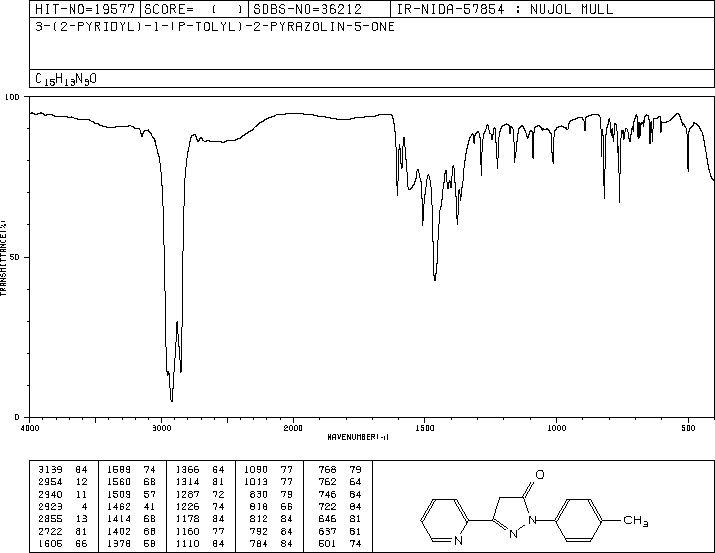 HIT-NO=19577 SCORE= ( ) SDBS-NO=36212 IR-NIDA-57854 : NUJOL MULL
3-(2-PYRIDYL)-1-(P-TOLYL)-2-PYRAZOLIN-5-ONE
C15H13N3O
100
50
0
TRANSMITTANCE(%)
4000 3000 2000 1500 1000 500
WAVENUMBER(-1)
3139 84 1589 74 1366 64 1090 77 768 79
2954 12 1560 68 1314 81 1013 77 762 64
2940 11 1509 57 1287 72 830 79 746 84
2923 4 1462 41 1226 74 818 66 722 84
2855 13 1414 68 1178 84 812 84 646 81
2722 81 1402 68 1160 77 792 84 637 81
1605 66 1378 58 1110 84 784 84 501 74
O
N
N
N
CH3